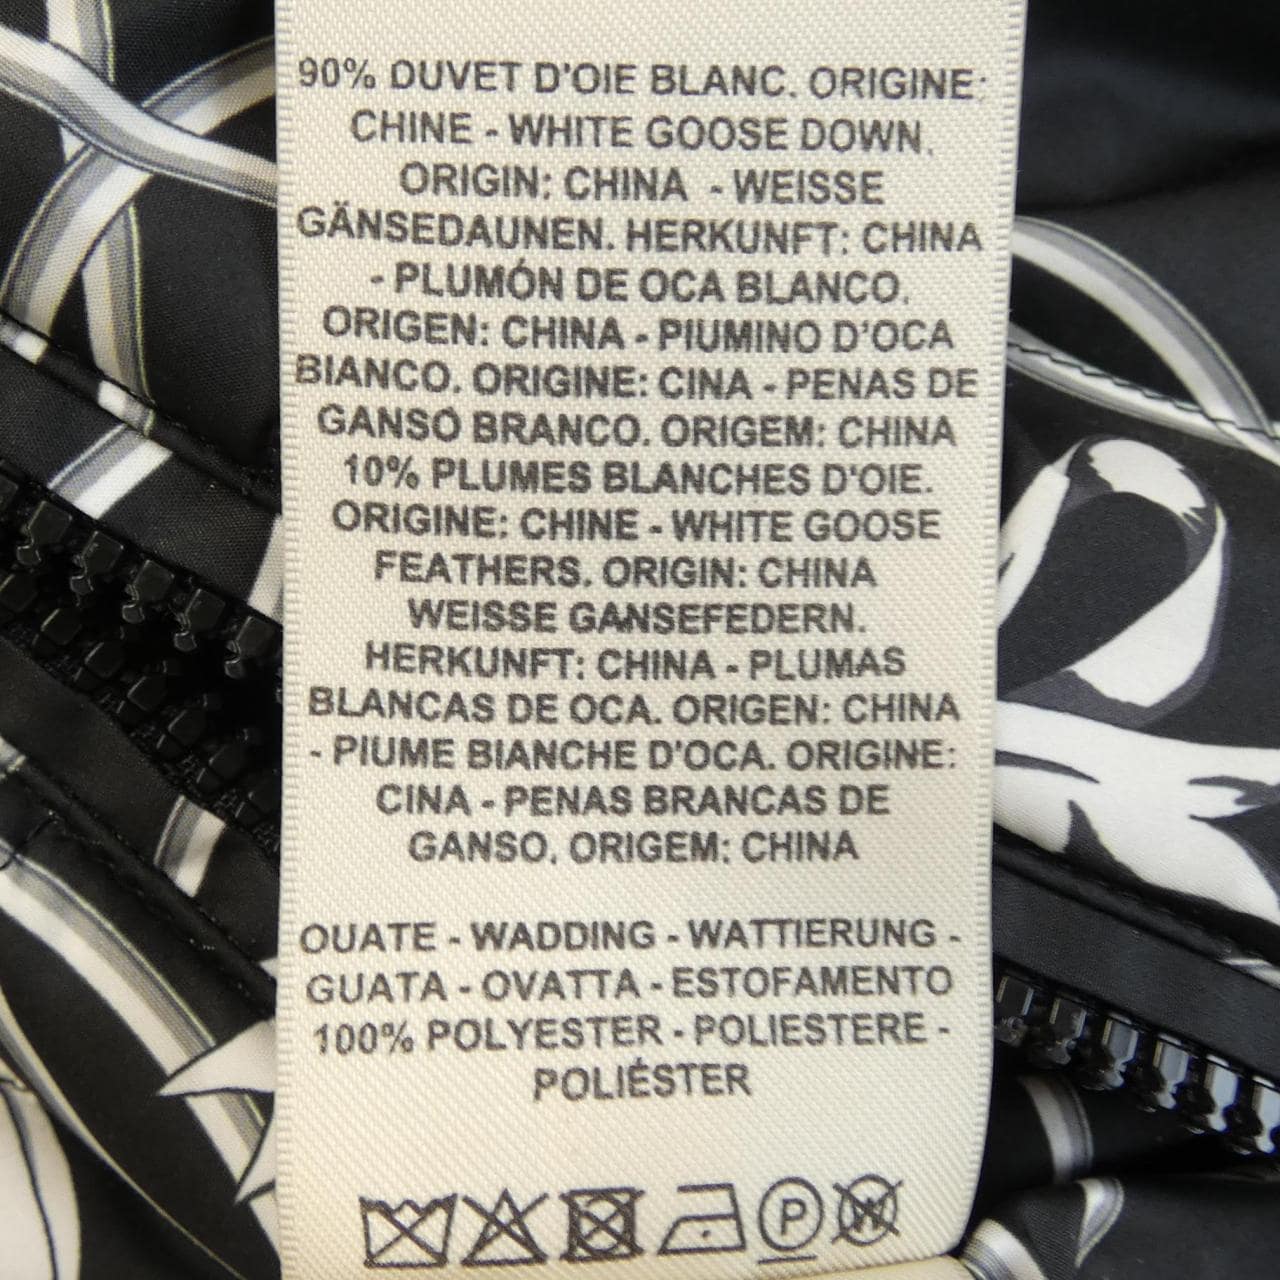 90% DUVET D'OIE BLANC. ORIGINE:
CHINE - WHITE GOOSE DOWN.
ORIGIN: CHINA - WEISSE
GÄNSEDAUNEN. HERKUNFT: CHINA
- PLUMÓN DE OCA BLANCO.
ORIGEN: CHINA - PIUMINO D'OCA
BIANCO. ORIGINE: CINA - PENAS DE
GANSO BRANCO. ORIGEM: CHINA
10% PLUMES BLANCHES D'OIE.
ORIGINE: CHINE - WHITE GOOSE
FEATHERS. ORIGIN: CHINA
WEISSE GANSEFEDERN.
HERKUNFT: CHINA - PLUMAS
BLANCAS DE OCA. ORIGEN: CHINA
- PIUME BIANCHE D'OCA. ORIGINE:
CINA - PENAS BRANCAS DE
GANSO. ORIGEM: CHINA
OUATE - WADDING - WATTIERUNG -
GUATA - OVATTA - ESTOFAMENTO
100% POLYESTER - POLIESTERE -
POLIÉSTER
P W